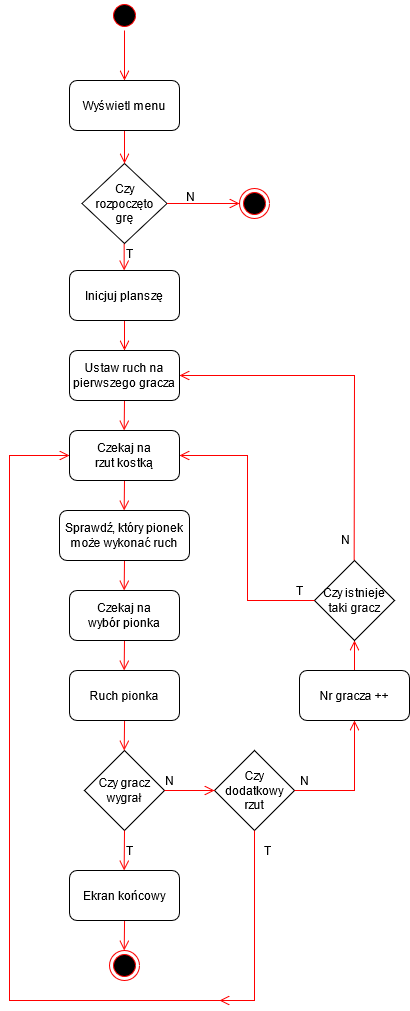 Wyświetl menu
Czy
rozpoczęto
grę
N
T
Inicjuj planszę
Ustaw ruch na
pierwszego gracza
Czekaj na
rzut kostką
Sprawdź, który pionek
może wykonać ruch
N
Czy istnieje
taki gracz
T
Czekaj na
wybór pionka
Ruch pionka
Nr gracza ++
Czy gracz
wygrał
N
Czy
dodatkowy
rzut
N
T
T
Ekran końcowy